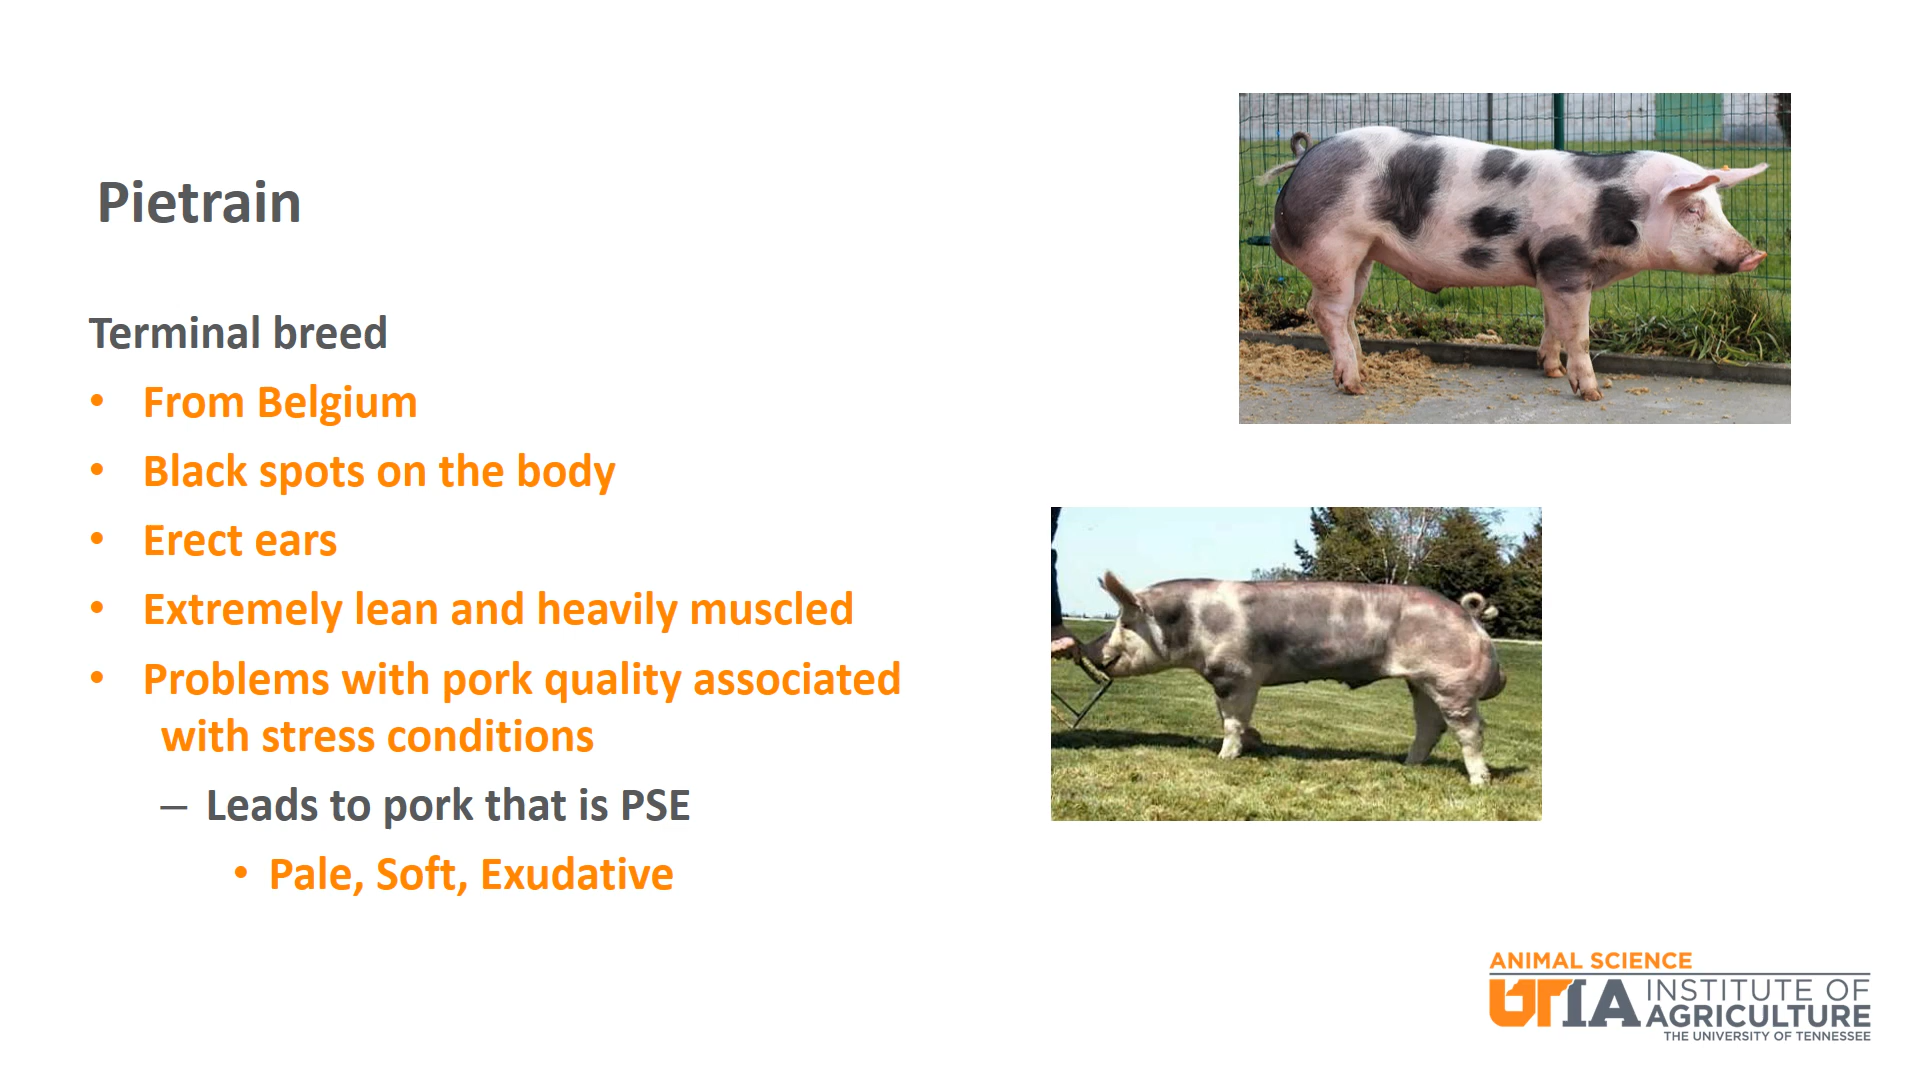 Pietrain
Terminal breed
• From Belgium
• Black spots on the body
• Erect ears
• Extremely lean and heavily muscled
• Problems with pork quality associated
with stress conditions
– Leads to pork that is PSE
• Pale, Soft, Exudative
ANIMAL SCIENCE
UTIA INSTITUTE OF
AGRICULTURE
THE UNIVERSITY OF TENNESSEE